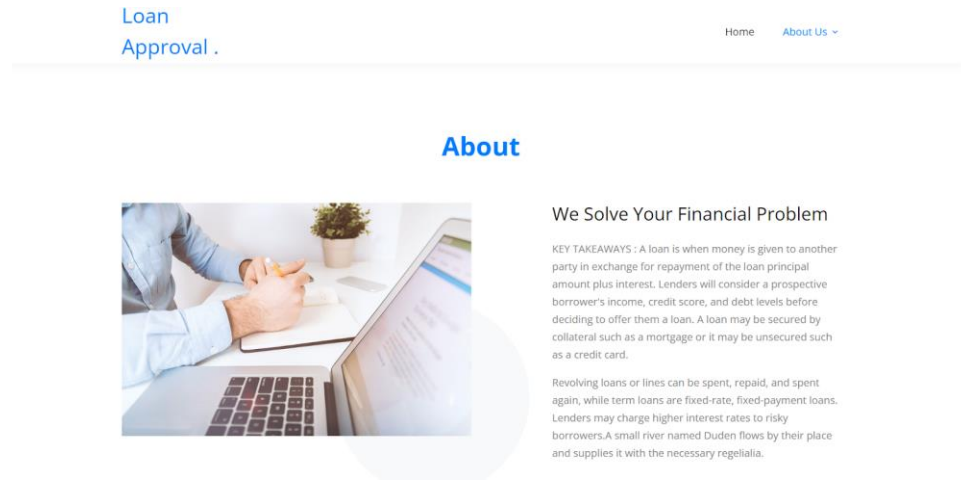 Loan
Approval .
Home
About Us
About
We Solve Your Financial Problem
KEY TAKEAWAYS : A loan is when money is given to another
party in exchange for repayment of the loan principal
amount plus interest. Lenders will consider a prospective
borrower's income, credit score, and debt levels before
deciding to offer them a loan. A loan may be secured by
collateral such as a mortgage or it may be unsecured such
as a credit card.
Revolving loans or lines can be spent, repaid, and spent
again, while term loans are fixed-rate, fixed-payment loans.
Lenders may charge higher interest rates to risky
borrowers.A small river named Duden flows by their place
and supplies it with the necessary regelialia.